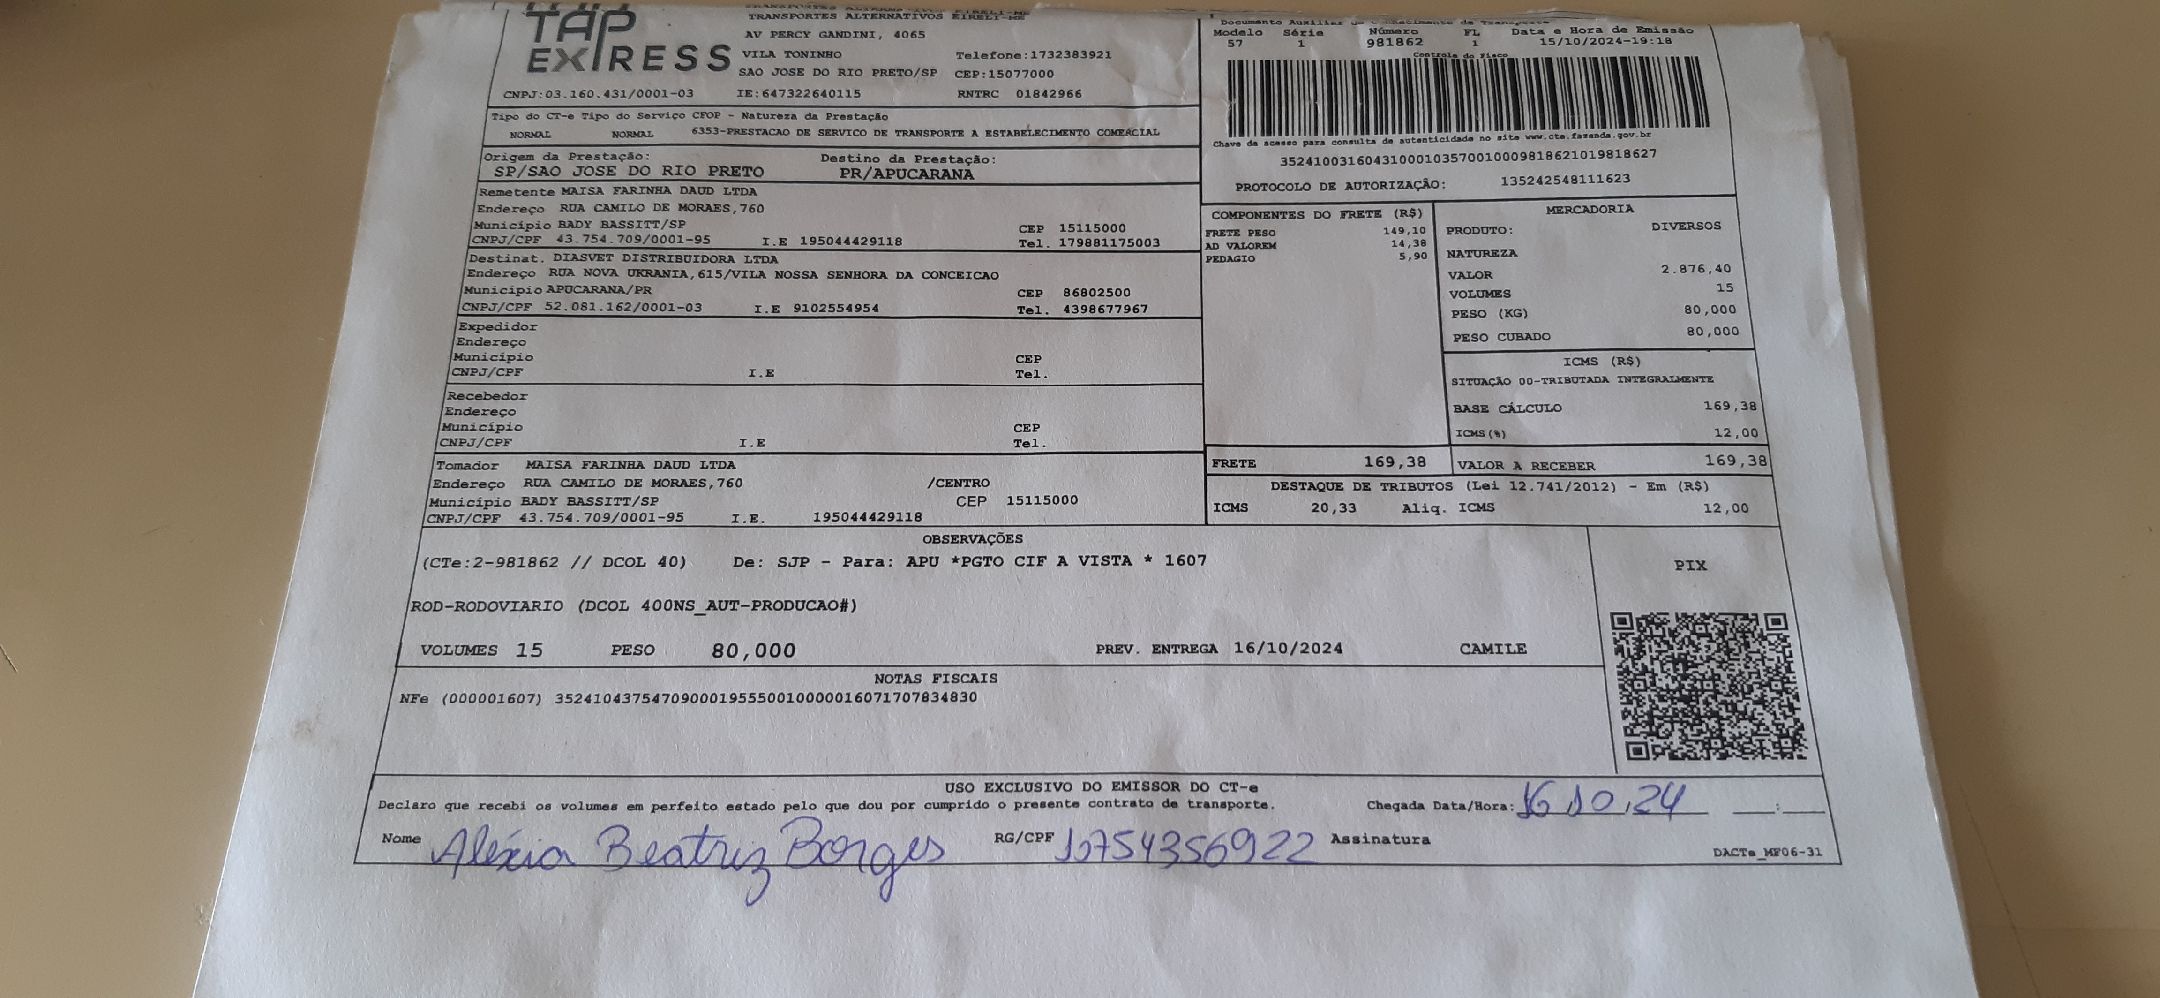 TAP
EXPRESS
TRANSPORTES ALTERNATIVOS EIRELI-ME
AV PERCY GANDINI, 4065
VILA TONINHO Telefone:1732383921
SAO JOSE DO RIO PRETO/SP CEP:15077000
CNPJ:03.160.431/0001-03 IE:647322640115 RNTRC 01842966
Tipo do CT-e Tipo do Serviço CFOP - Natureza da Prestação
NORMAL NORMAL 6353-PRESTACAO DE SERVICO DE TRANSPORTE A ESTABELECIMENTO COMERCIAL
Origem da Prestação: Destino da Prestação:
SP/SAO JOSE DO RIO PRETO PR/APUCARANA
Remetente MAISA FARINHA DAUD LTDA
Endereço RUA CAMILO DE MORAES,760
Município BADY BASSITT/SP CEP 15115000
CNPJ/CPF 43.754.709/0001-95 I.E 195044429118 Tel. 179881175003
Destinat. DIASVET DISTRIBUIDORA LTDA
Endereço RUA NOVA UKRANIA,615/VILA NOSSA SENHORA DA CONCEICAO
Município APUCARANA/PR CEP 86802500
CNPJ/CPF 52.081.162/0001-03 I.E 9102554954 Tel. 4398677967
Expedidor
Endereço
Município CEP
CNPJ/CPF I.E Tel.
Recebedor
Endereço
Município CEP
CNPJ/CPF I.E Tel.
Tomador MAISA FARINHA DAUD LTDA
Endereço RUA CAMILO DE MORAES,760 /CENTRO
Município BADY BASSITT/SP CEP 15115000
CNPJ/CPF 43.754.709/0001-95 I.E. 195044429118
Documento Auxiliar do Conhecimento de Transporte
Modelo Série Número FL Data e Hora de Emissão
57 1 981862 1 15/10/2024-19:18
Controle do Fisco
Chave de acesso para consulta de autenticidade no site www.cte.fazenda.gov.br
35241003160431000103570010009818621019818627
PROTOCOLO DE AUTORIZAÇÃO: 135242548111623
COMPONENTES DO FRETE (R$)
FRETE PESO 149,10
AD VALOREM 14,38
PEDAGIO 5,90
MERCADORIA
PRODUTO: DIVERSOS
NATUREZA
VALOR 2.876,40
VOLUMES 15
PESO (KG) 80,000
PESO CUBADO 80,000
ICMS (R$)
SITUAÇÃO 00-TRIBUTADA INTEGRALMENTE
BASE CÁLCULO 169,38
ICMS(%) 12,00
FRETE 169,38 VALOR A RECEBER 169,38
DESTAQUE DE TRIBUTOS (Lei 12.741/2012) - Em (R$)
ICMS 20,33 Aliq. ICMS 12,00
OBSERVAÇÕES
(CTe:2-981862 // DCOL 40) De: SJP - Para: APU *PGTO CIF A VISTA * 1607
ROD-RODOVIARIO (DCOL 400NS_AUT-PRODUCAO#)
VOLUMES 15 PESO 80,000 PREV. ENTREGA 16/10/2024 CAMILE
PIX
NOTAS FISCAIS
NFe (000001607) 35241043754709000195550010000016071707834830
USO EXCLUSIVO DO EMISSOR DO CT-e
Declaro que recebi os volumes em perfeito estado pelo que dou por cumprido o presente contrato de transporte. Chegada Data/Hora: 16,10,24 __:__
Nome Aléxia Beatriz Borges RG/CPF 10754356922 Assinatura
DACTe_MF06-31